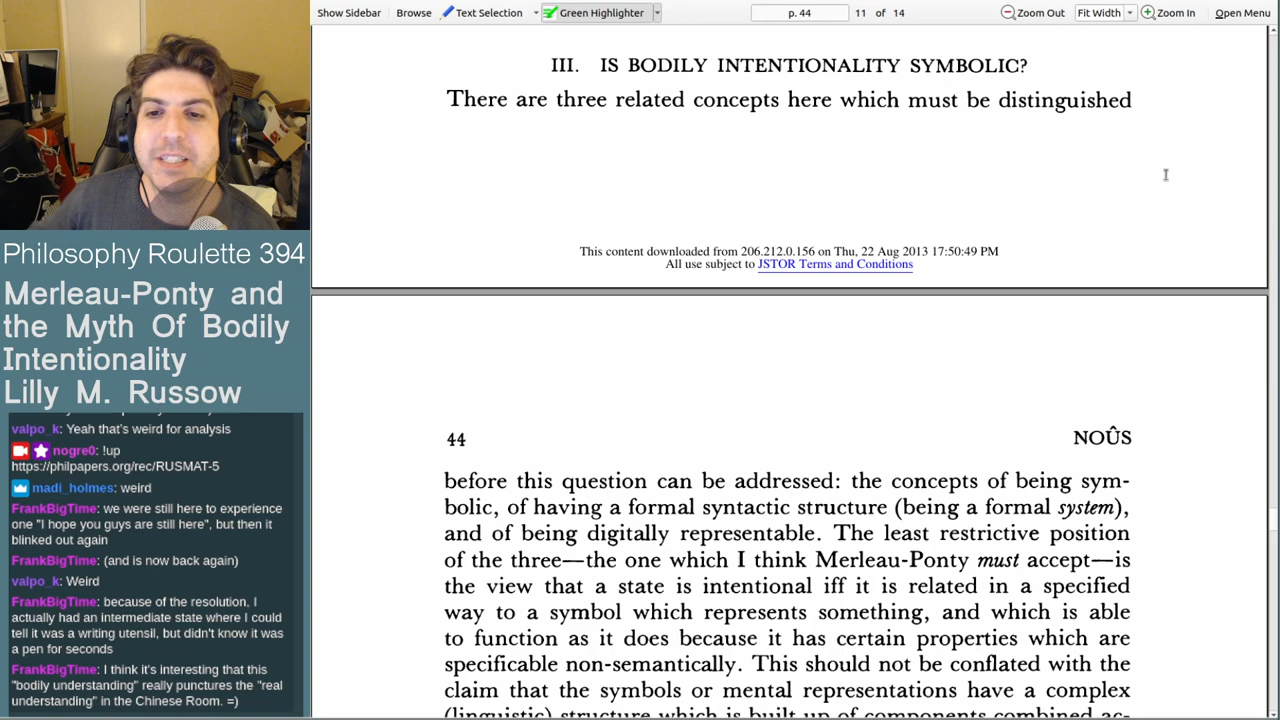 Show Sidebar Browse Text Selection Green Highlighter p. 44 11 of 14 Zoom Out Fit Width Zoom In Open Menu
III. IS BODILY INTENTIONALITY SYMBOLIC?
There are three related concepts here which must be distinguished
This content downloaded from 206.212.0.156 on Thu, 22 Aug 2013 17:50:49 PM
All use subject to JSTOR Terms and Conditions
44 NOÛS
before this question can be addressed: the concepts of being sym-
bolic, of having a formal syntactic structure (being a formal system),
and of being digitally representable. The least restrictive position
of the three—the one which I think Merleau-Ponty must accept—is
the view that a state is intentional iff it is related in a specified
way to a symbol which represents something, and which is able
to function as it does because it has certain properties which are
specificable non-semantically. This should not be conflated with the
claim that the symbols or mental representations have a complex
(linguistic) structure which is built up of components combined ac-
Philosophy Roulette 394
Merleau-Ponty and
the Myth Of Bodily
Intentionality
Lilly M. Russow
valpo_k: Yeah that's weird for analysis
nogre0: !up
https://philpapers.org/rec/RUSMAT-5
madi_holmes: weird
FrankBigTime: we were still here to experience
one "I hope you guys are still here", but then it
blinked out again
FrankBigTime: (and is now back again)
valpo_k: Weird
FrankBigTime: because of the resolution, I
actually had an intermediate state where I could
tell it was a writing utensil, but didn't know it was
a pen for seconds
FrankBigTime: I think it's interesting that this
"bodily understanding" really punctures the "real
understanding" in the Chinese Room. =)